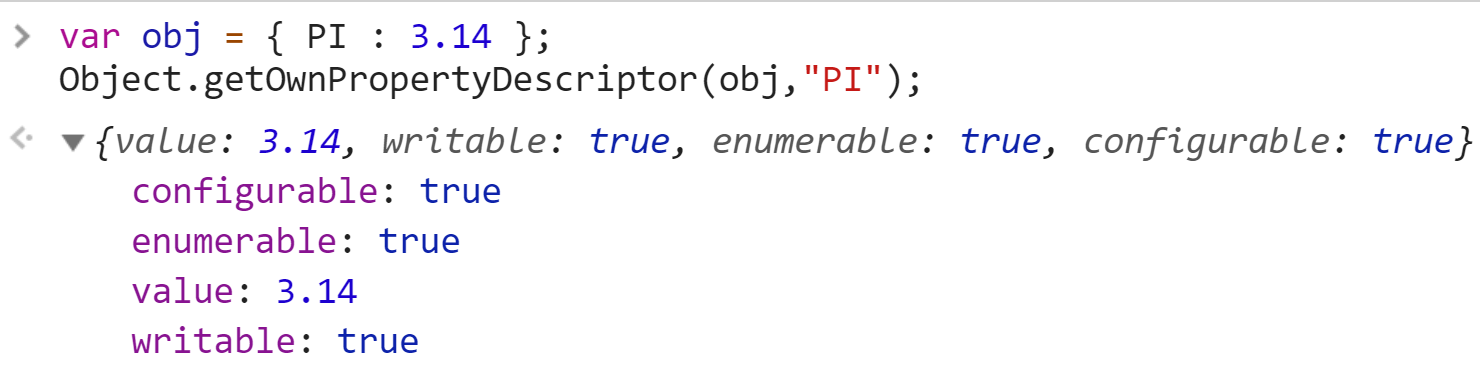 var obj = { PI : 3.14 };
Object.getOwnPropertyDescriptor(obj,"PI");
{value: 3.14, writable: true, enumerable: true, configurable: true}
configurable: true
enumerable: true
value: 3.14
writable: true